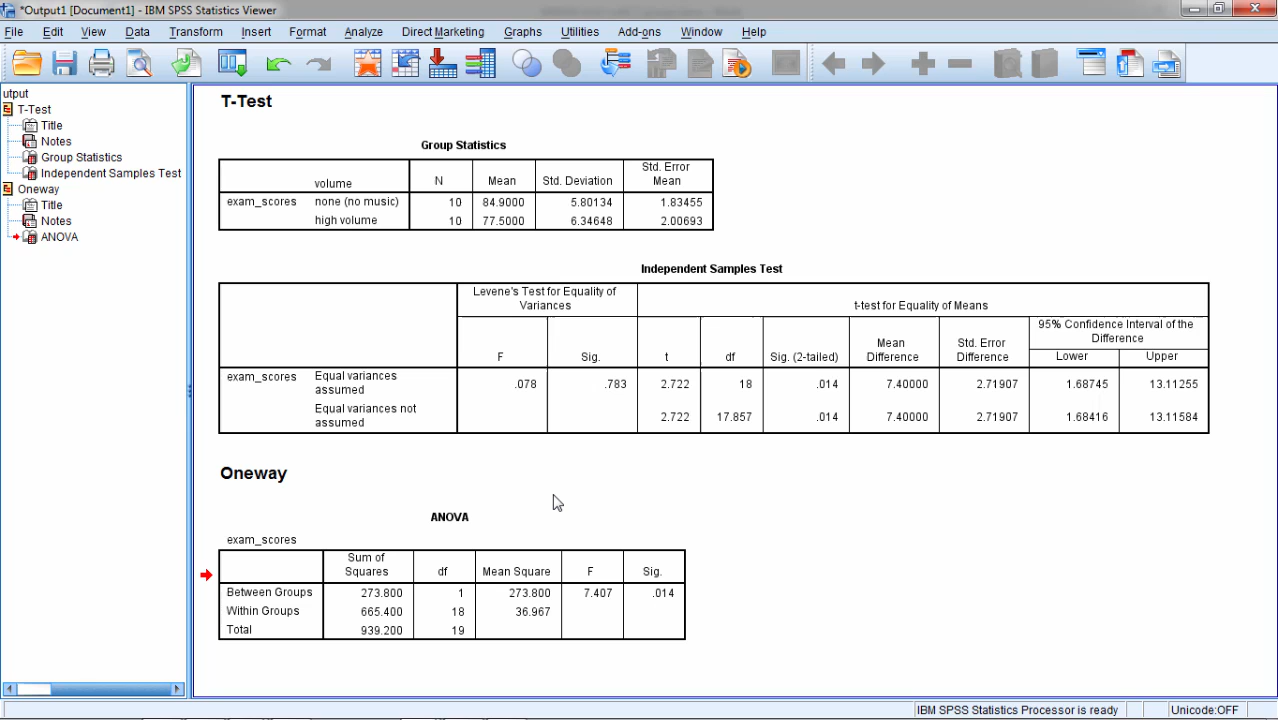 *Output1 [Document1] - IBM SPSS Statistics Viewer
File Edit View Data Transform Insert Format Analyze Direct Marketing Graphs Utilities Add-ons Window Help
utput
T-Test
Title
Notes
Group Statistics
Independent Samples Test
Oneway
Title
Notes
ANOVA
T-Test
Group Statistics
volume N Mean Std. Deviation Std. Error Mean
exam_scores none (no music) 10 84.9000 5.80134 1.83455
high volume 10 77.5000 6.34648 2.00693
Independent Samples Test
Levene's Test for Equality of Variances t-test for Equality of Means
95% Confidence Interval of the Difference
F Sig. t df Sig. (2-tailed) Mean Difference Std. Error Difference Lower Upper
exam_scores Equal variances assumed .078 .783 2.722 18 .014 7.40000 2.71907 1.68745 13.11255
Equal variances not assumed 2.722 17.857 .014 7.40000 2.71907 1.68416 13.11584
Oneway
ANOVA
exam_scores
Sum of Squares df Mean Square F Sig.
Between Groups 273.800 1 273.800 7.407 .014
Within Groups 665.400 18 36.967
Total 939.200 19
IBM SPSS Statistics Processor is ready Unicode:OFF